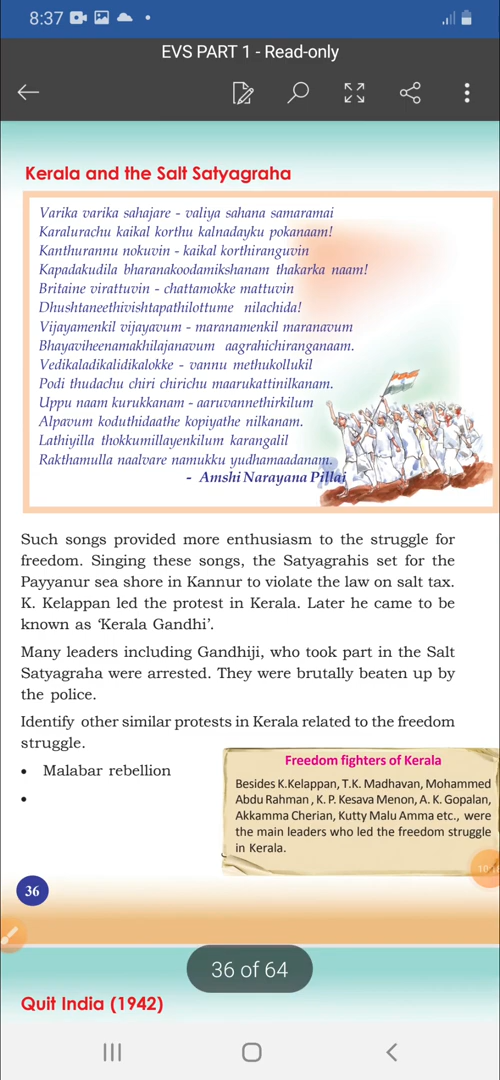 8:37
EVS PART 1 - Read-only
Kerala and the Salt Satyagraha
Varika varika sahajare - valiya sahana samaramai
Karalurachu kaikal korthu kalnadayku pokanaam!
Kanthurannu nokuvin - kaikal korthiranguvin
Kapadakudila bharanakoodamikshanam thakarka naam!
Britaine virattuvin - chattamokke mattuvin
Dhushtaneethivishtapathilottume nilachida!
Vijayamenkil vijayavum - maranamenkil maranavum
Bhayaviheenamakhilajanavum aagrahichiranganaam.
Vedikaladikalidikalokke - vannu methukollukil
Podi thudachu chiri chirichu maarukattinilkanam.
Uppu naam kurukkanam - aaruvannethirkilum
Alpavum koduthidaathe kopiyathe nilkanam.
Lathiyilla thokkumillayenkilum karangalil
Rakthamulla naalvare namukku yudhamaadanam.
- Amshi Narayana Pillai
Such songs provided more enthusiasm to the struggle for
freedom. Singing these songs, the Satyagrahis set for the
Payyanur sea shore in Kannur to violate the law on salt tax.
K. Kelappan led the protest in Kerala. Later he came to be
known as ‘Kerala Gandhi’.
Many leaders including Gandhiji, who took part in the Salt
Satyagraha were arrested. They were brutally beaten up by
the police.
Identify other similar protests in Kerala related to the freedom
struggle.
• Malabar rebellion
•
Freedom fighters of Kerala
Besides K.Kelappan, T.K. Madhavan, Mohammed
Abdu Rahman , K. P. Kesava Menon, A. K. Gopalan,
Akkamma Cherian, Kutty Malu Amma etc., were
the main leaders who led the freedom struggle
in Kerala.
36
36 of 64
Quit India (1942)